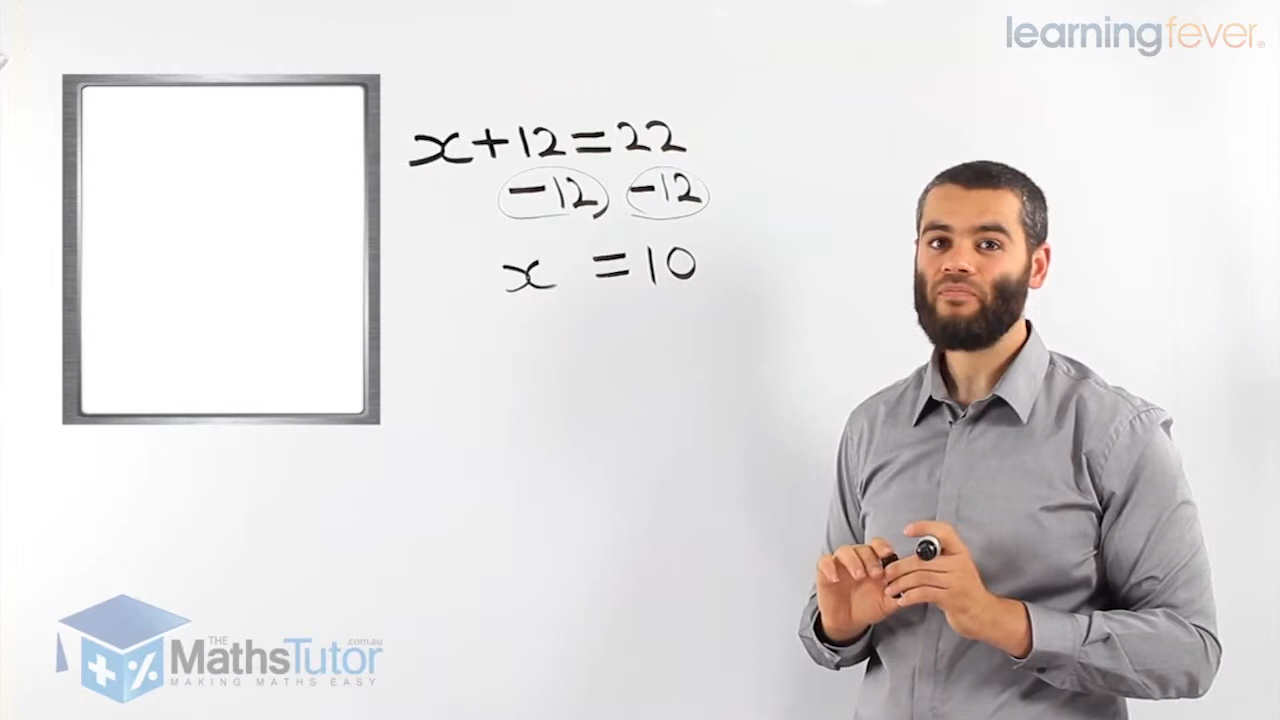 learningfever®
x+12=22
-12, -12
x =10
THE MathsTutor .com.au
MAKING MATHS EASY